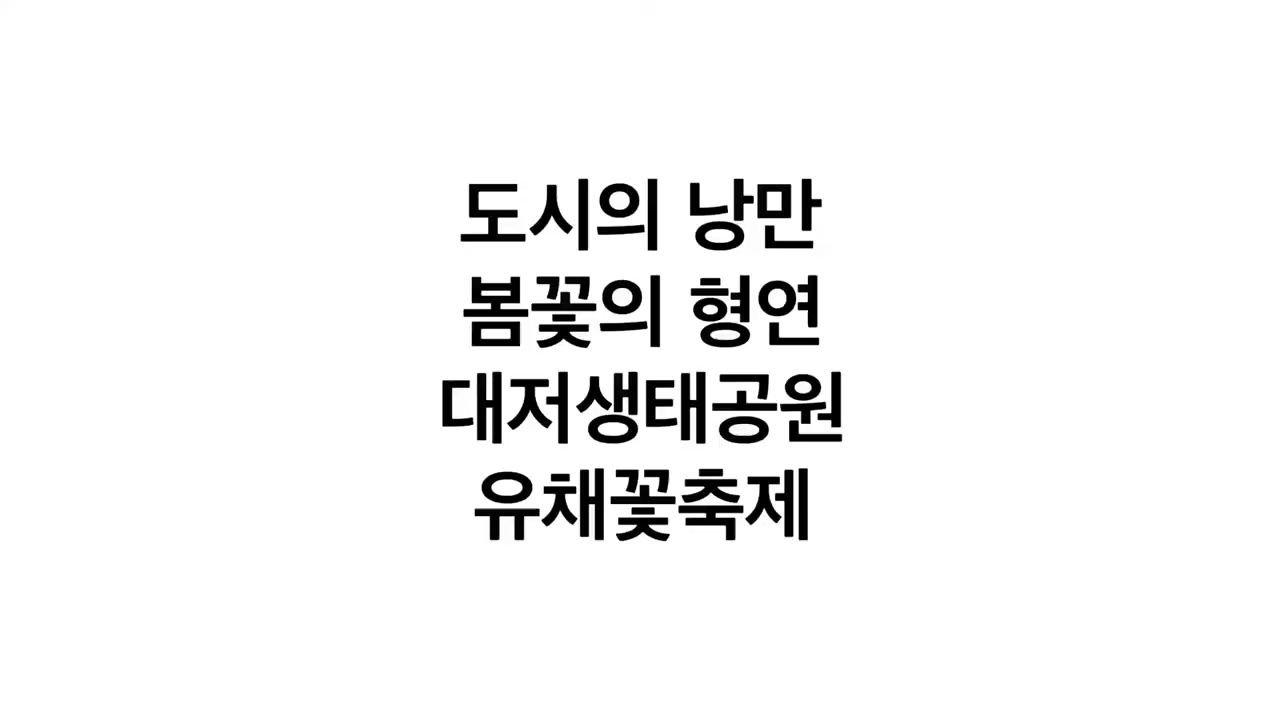 도시의 낭만
봄꽃의 형연
대저생태공원
유채꽃축제